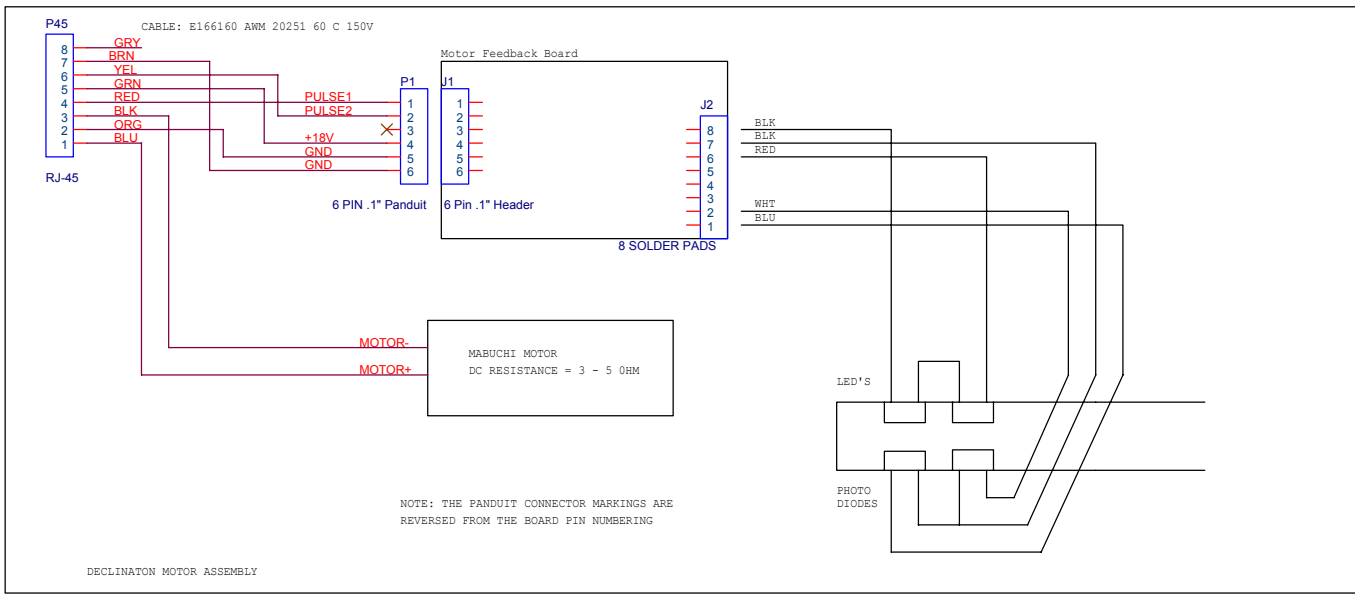 P45
CABLE: E166160 AWM 20251 60 C 150V
8 GRY
7 BRN
6 YEL
5 GRN
4 RED
3 BLK
2 ORG
1 BLU
RJ-45
PULSE1
PULSE2
+18V
GND
GND
P1
1
2
3
4
5
6
6 PIN .1" Panduit
Motor Feedback Board
J1
1
2
3
4
5
6
6 Pin .1" Header
J2
8
7
6
5
4
3
2
1
8 SOLDER PADS
BLK
BLK
RED
WHT
BLU
MOTOR-
MOTOR+
MABUCHI MOTOR
DC RESISTANCE = 3 - 5 0HM
LED'S
PHOTO
DIODES
NOTE: THE PANDUIT CONNECTOR MARKINGS ARE
REVERSED FROM THE BOARD PIN NUMBERING
DECLINATON MOTOR ASSEMBLY